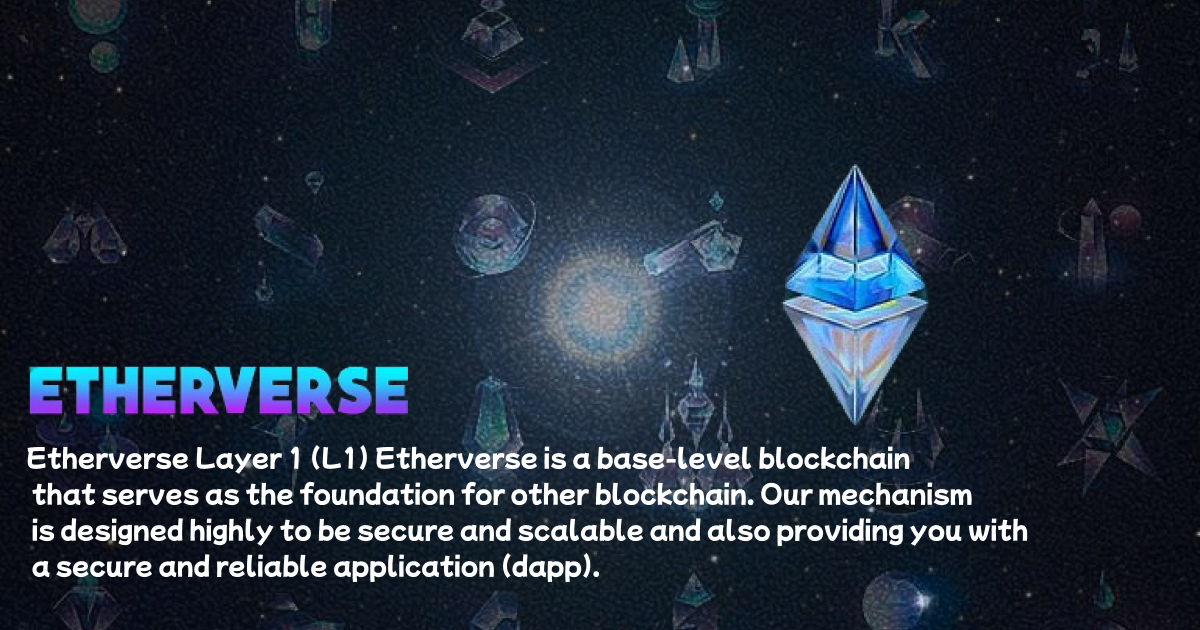 ETHERVERSE
Etherverse Layer 1 (L1) Etherverse is a base-level blockchain
that serves as the foundation for other blockchain. Our mechanism
is designed highly to be secure and scalable and also providing you with
a secure and reliable application (dapp).